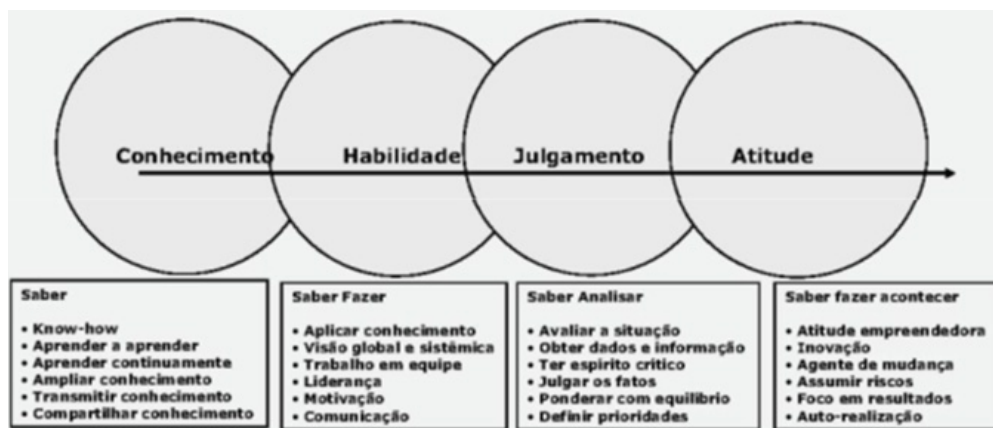 Conhecimento
Habilidade
Julgamento
Atitude
Saber
• Know-how
• Aprender a aprender
• Aprender continuamente
• Ampliar conhecimento
• Transmitir conhecimento
• Compartilhar conhecimento
Saber Fazer
• Aplicar conhecimento
• Visão global e sistêmica
• Trabalho em equipe
• Liderança
• Motivação
• Comunicação
Saber Analisar
• Avaliar a situação
• Obter dados e informação
• Ter espirito critico
• Julgar os fatos
• Ponderar com equilíbrio
• Definir prioridades
Saber fazer acontecer
• Atitude empreendedora
• Inovação
• Agente de mudança
• Assumir riscos
• Foco em resultados
• Auto-realização